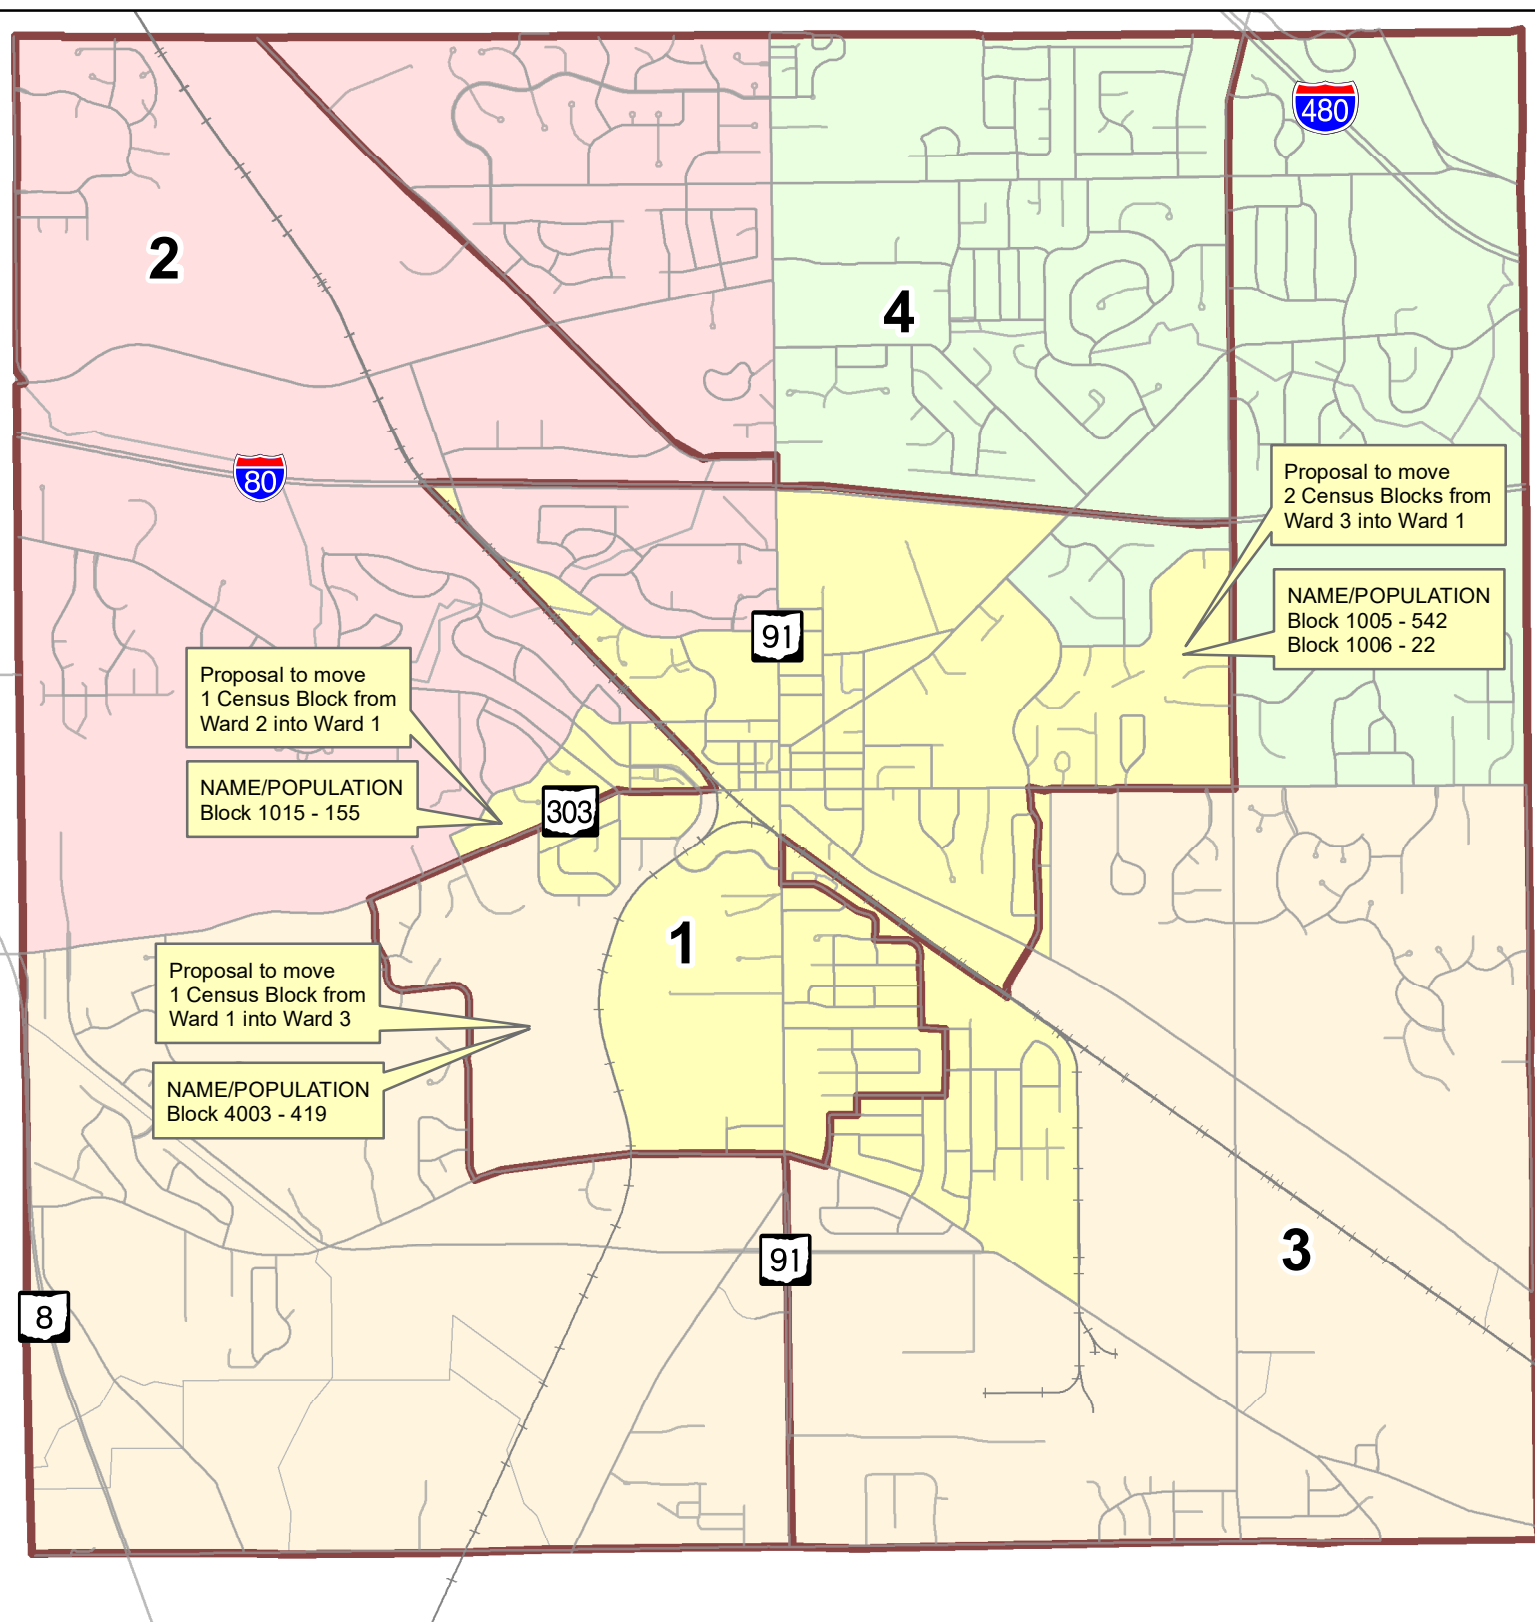 480
2
4
80
Proposal to move
2 Census Blocks from
Ward 3 into Ward 1
NAME/POPULATION
Block 1005 - 542
Block 1006 - 22
91
Proposal to move
1 Census Block from
Ward 2 into Ward 1
NAME/POPULATION
Block 1015 - 155
303
1
Proposal to move
1 Census Block from
Ward 1 into Ward 3
NAME/POPULATION
Block 4003 - 419
3
91
8